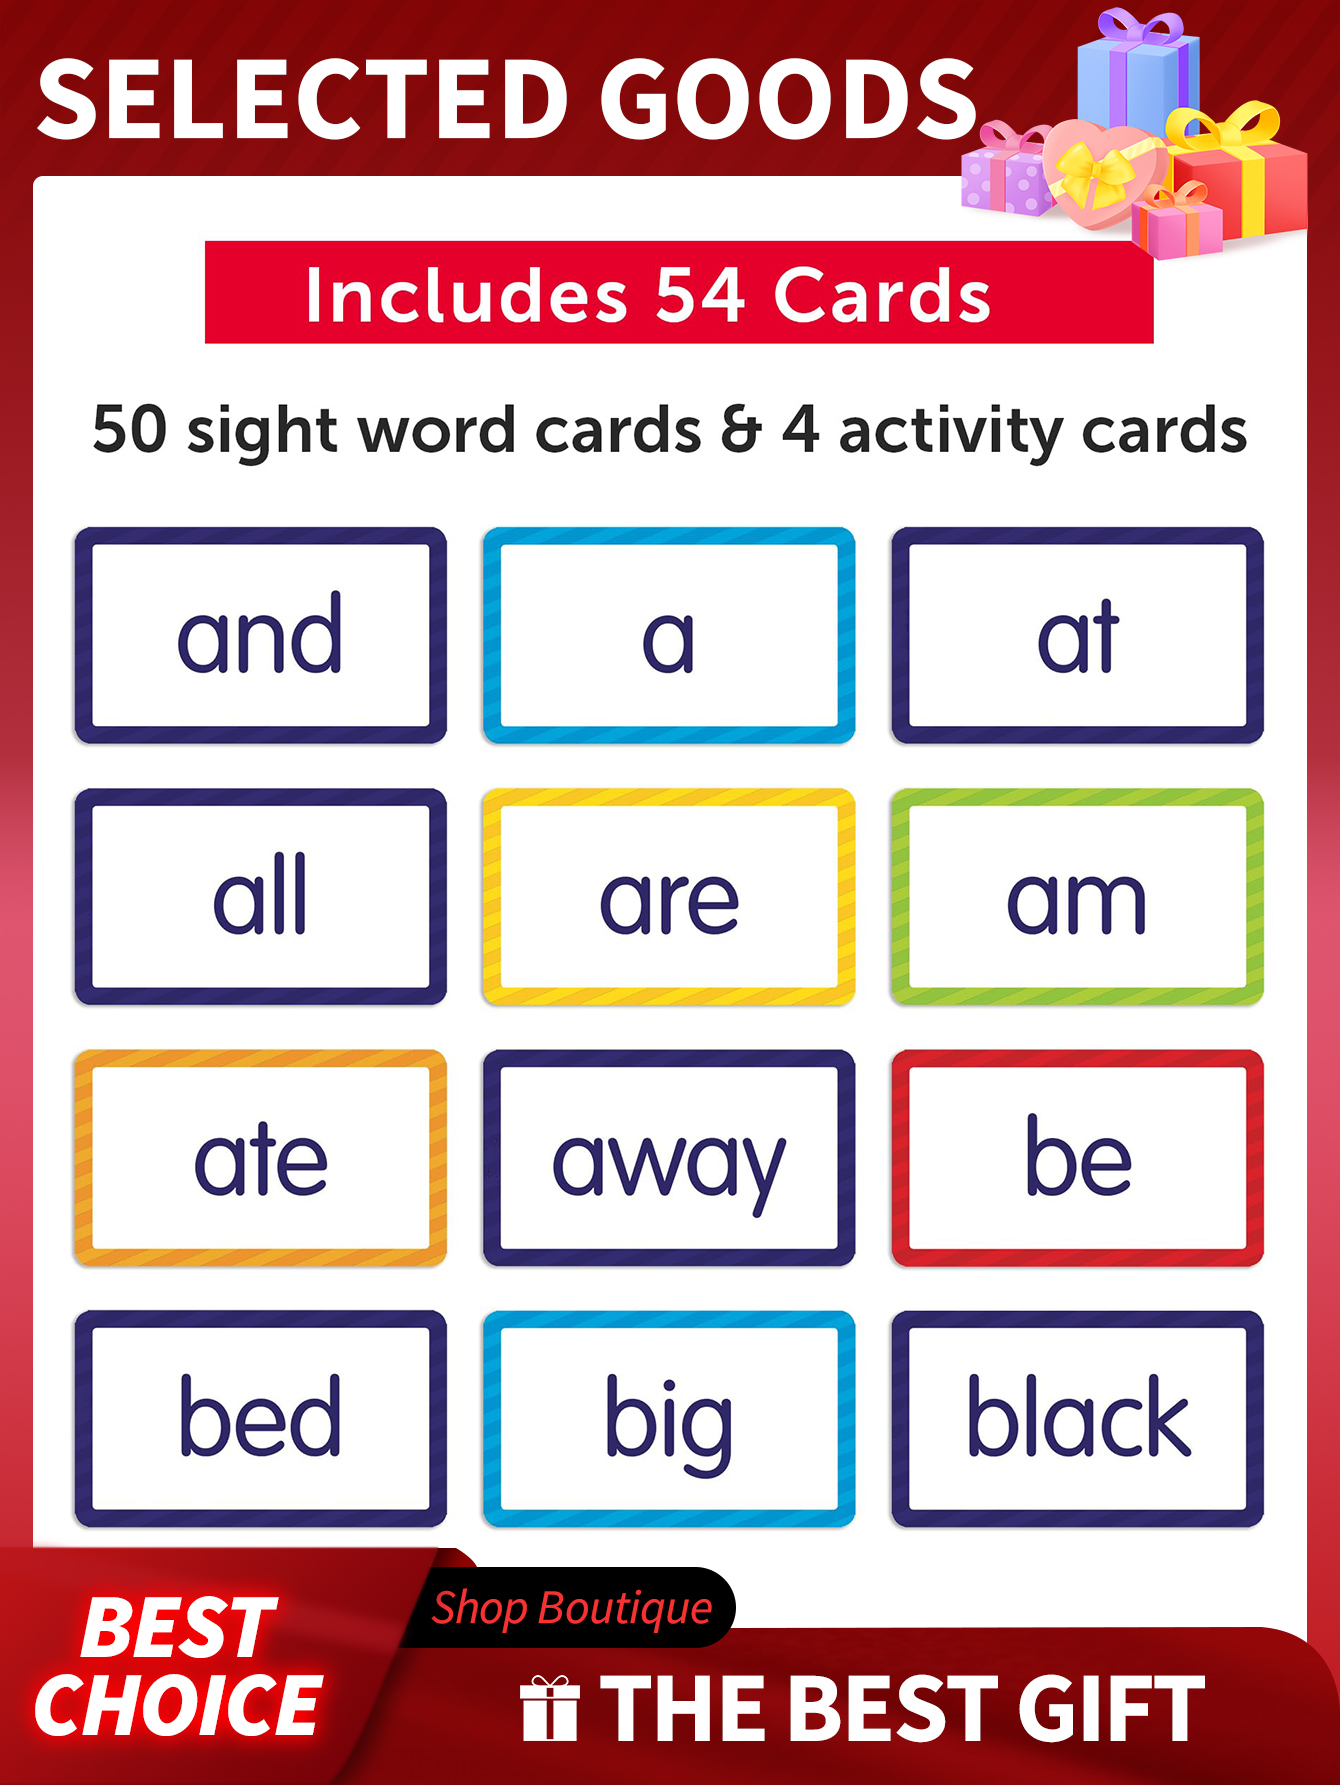 SELECTED GOODS
Includes 54 Cards
50 sight word cards & 4 activity cards
and
a
at
all
are
am
ate
away
be
bed
big
black
Shop Boutique
BEST
CHOICE
THE BEST GIFT